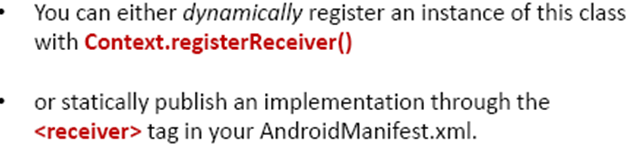 • You can either dynamically register an instance of this class
with Context.registerReceiver()
• or statically publish an implementation through the
<receiver> tag in your AndroidManifest.xml.